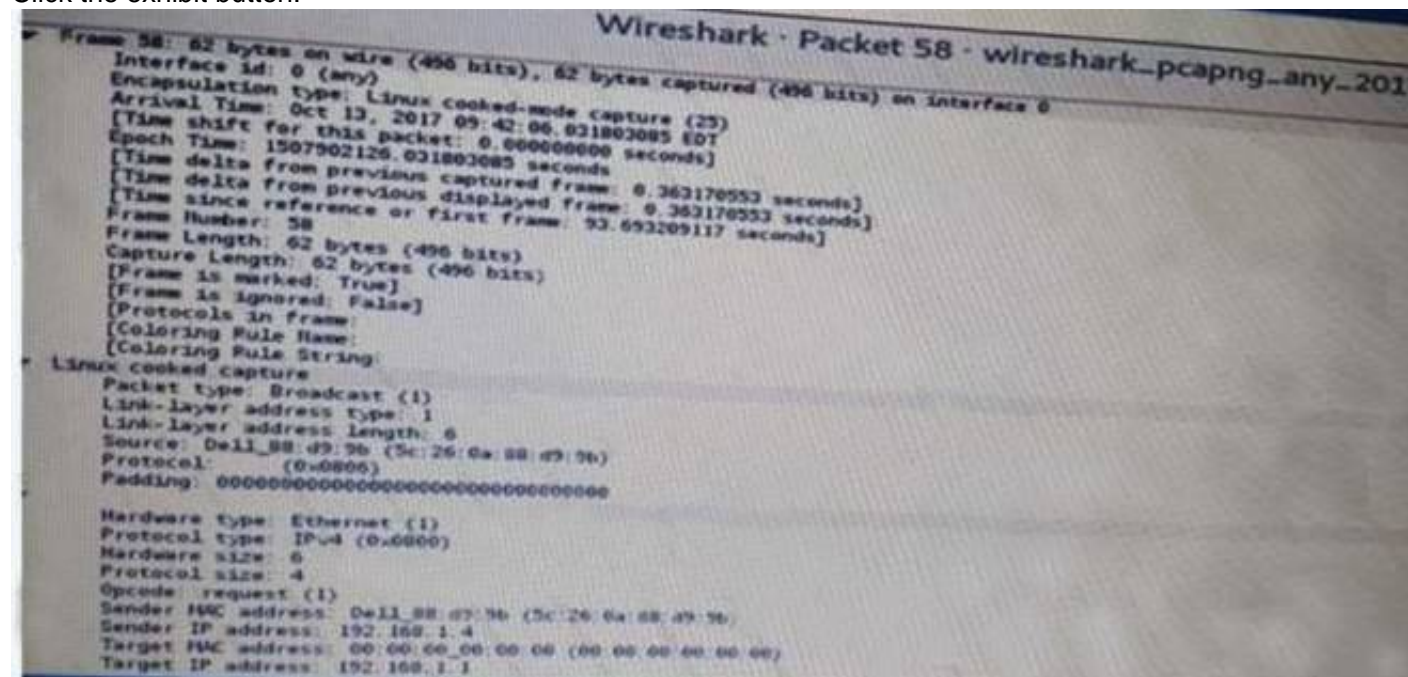 Click the exhibit button.
Wireshark · Packet 58 · wireshark_pcapng_any_201
Frame 58: 62 bytes on wire (496 bits), 62 bytes captured (496 bits) on interface 0
Interface id: 0 (any)
Encapsulation type: Linux cooked-mode capture (25)
Arrival Time: Oct 13, 2017 09:42:06.031803085 EDT
[Time shift for this packet: 0.000000000 seconds]
Epoch Time: 1507902126.031803085 seconds
[Time delta from previous captured frame: 0.363170553 seconds]
[Time delta from previous displayed frame: 0.363170553 seconds]
[Time since reference or first frame: 93.693209117 seconds]
Frame Number: 58
Frame Length: 62 bytes (496 bits)
Capture Length: 62 bytes (496 bits)
[Frame is marked: True]
[Frame is ignored: False]
[Protocols in frame:
[Coloring Rule Name:
[Coloring Rule String:
Linux cooked capture
Packet type: Broadcast (1)
Link-layer address type: 1
Link-layer address length: 6
Source: Dell_88:d9:9b (5c:26:0a:88:d9:9b)
Protocol: (0x0806)
Padding: 00000000000000000000000000000000
Hardware type: Ethernet (1)
Protocol type: IPv4 (0x0800)
Hardware size: 6
Protocol size: 4
Opcode: request (1)
Sender MAC address: Dell_88:d9:9b (5c:26:0a:88:d9:9b)
Sender IP address: 192.168.1.4
Target MAC address: 00:00:00_00:00:00 (00:00:00:00:00:00)
Target IP address: 192.168.1.1